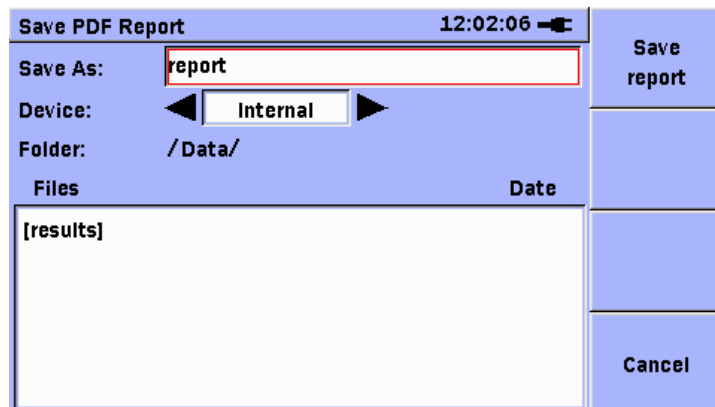 Save PDF Report 12:02:06
Save As: report
Device: Internal
Folder: /Data/
Files Date
[results]
Save
report
Cancel